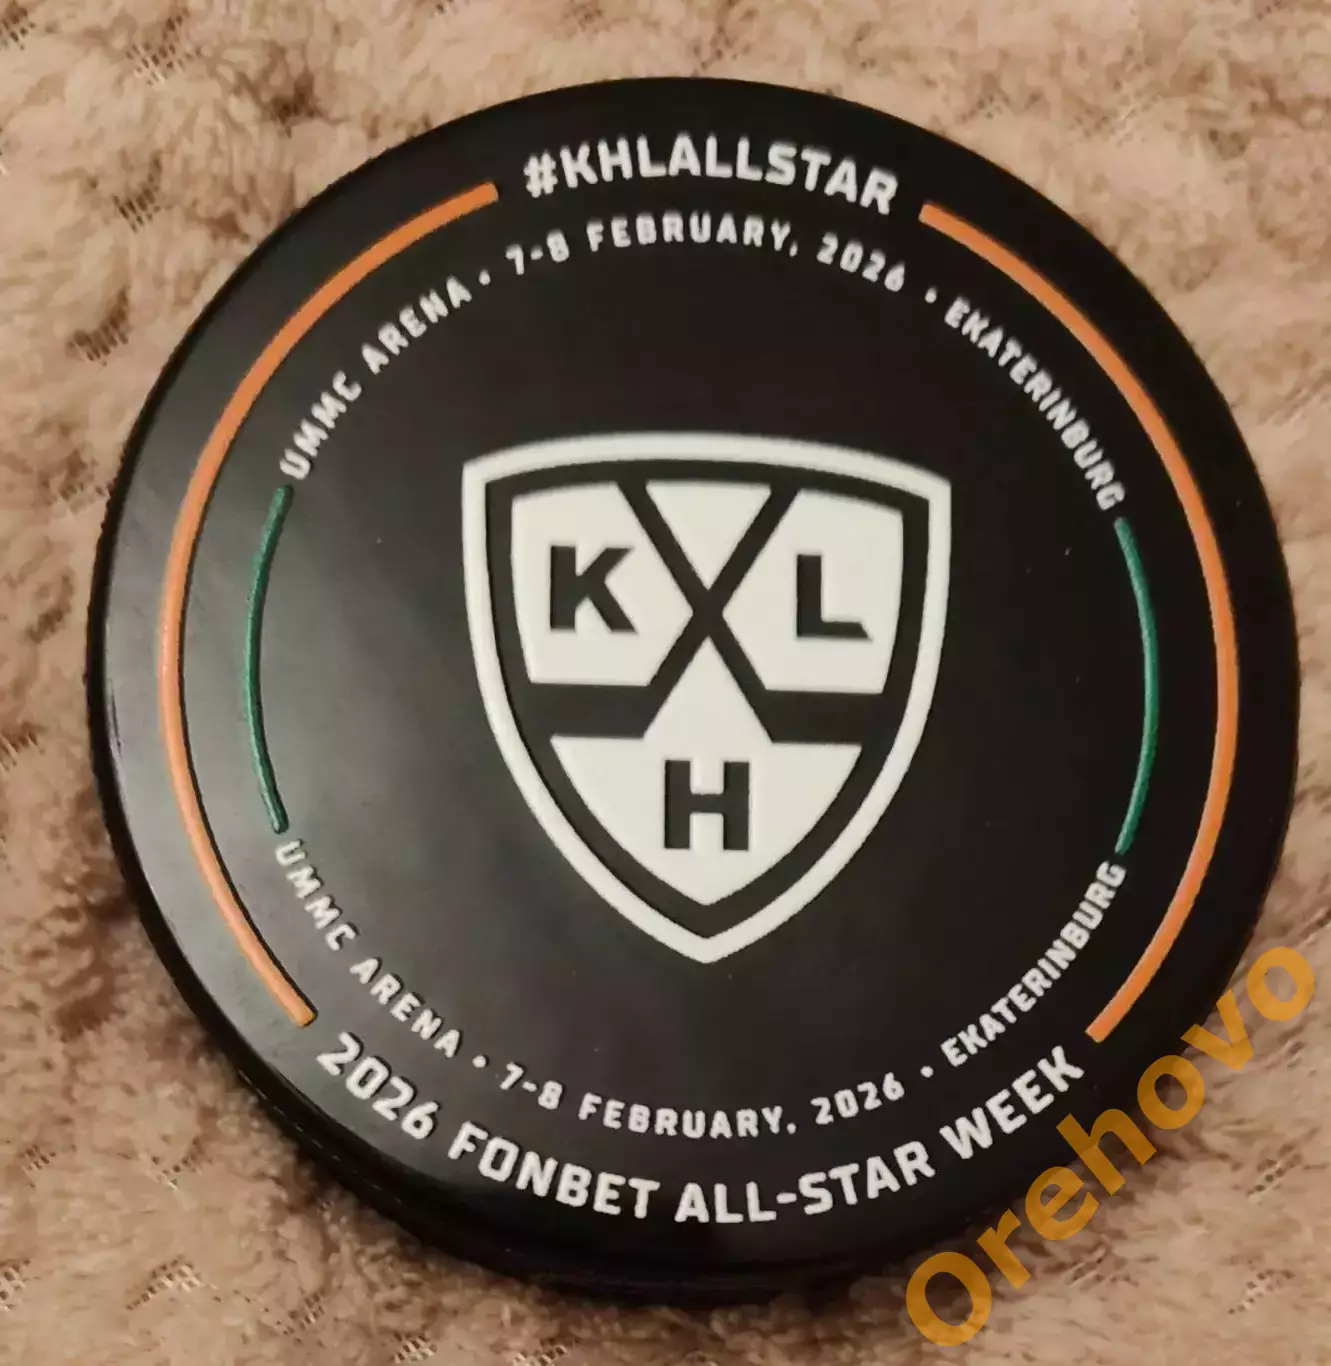 #KHLALLSTAR
UMMC ARENA • 7-8 FEBRUARY, 2026 • EKATERINBURG
K L
H
UMMC ARENA • 7-8 FEBRUARY, 2026 • EKATERINBURG
2026 FONBET ALL-STAR WEEK
Orehovo